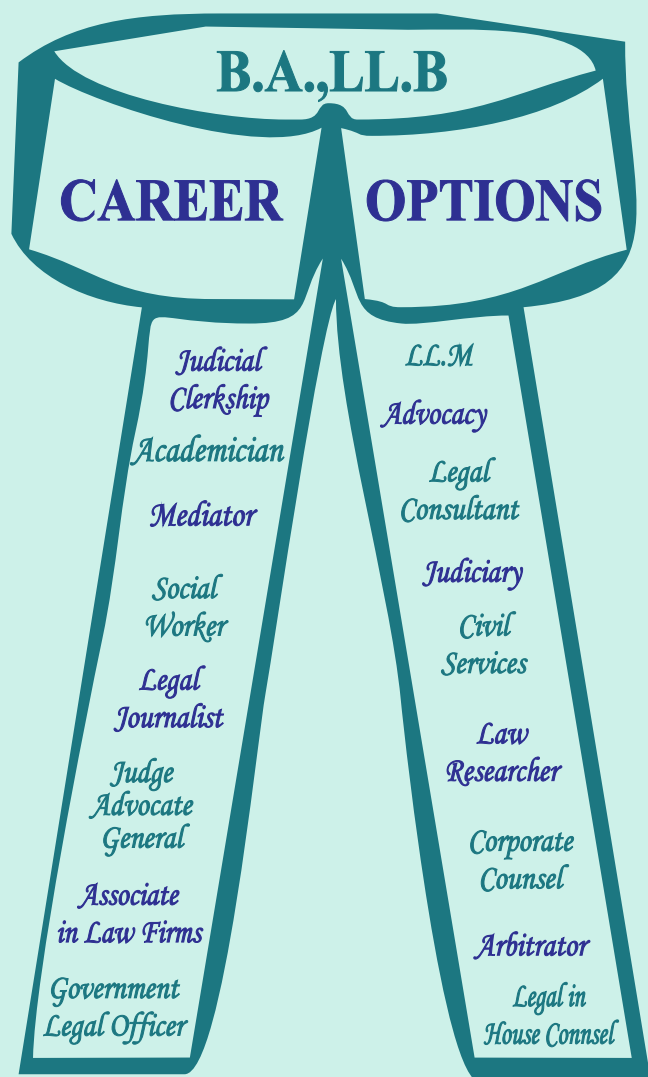 B.A.,LL.B
CAREER OPTIONS
Judicial
Clerkship
Academician
Mediator
Social
Worker
Legal
Journalist
Judge
Advocate
General
Associate
in Law Firms
Government
Legal Officer
LL.M
Advocacy
Legal
Consultant
Judiciary
Civil
Services
Law
Researcher
Corporate
Counsel
Arbitrator
Legal in
House Connsel